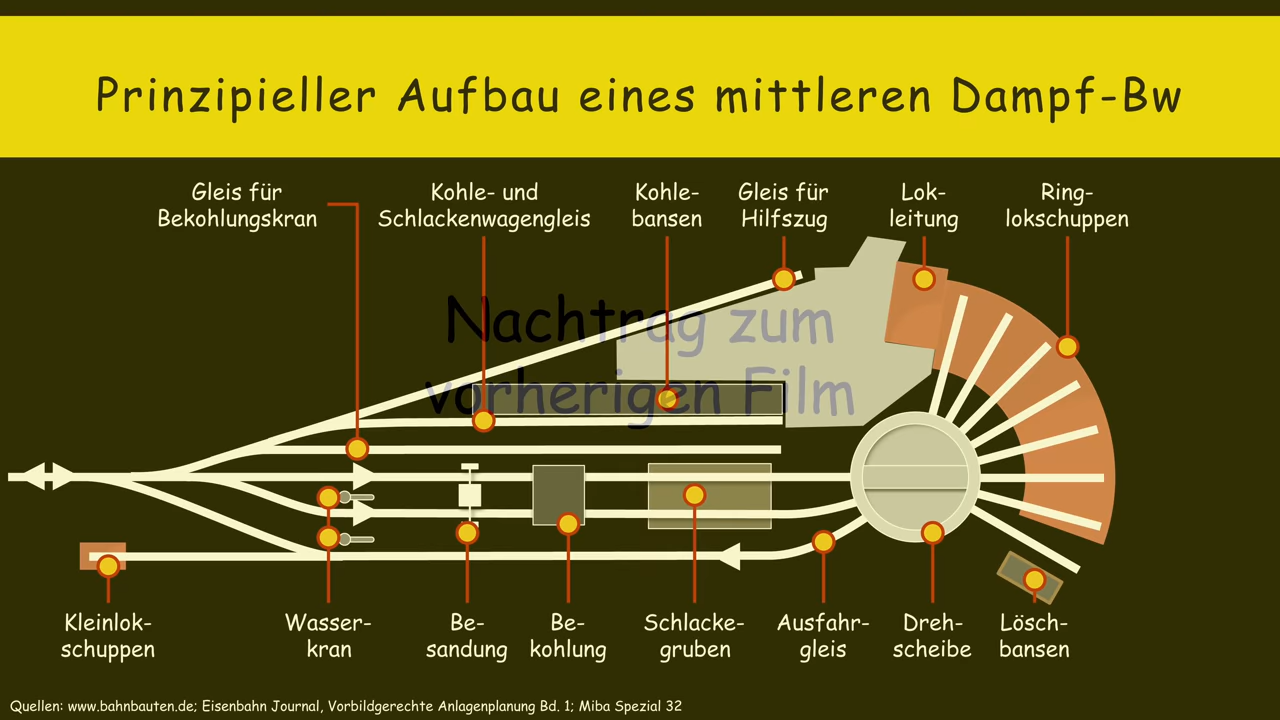 Prinzipieller Aufbau eines mittleren Dampf-Bw
Gleis für
Bekohlungskran
Kohle- und
Schlackenwagengleis
Kohle-
bansen
Gleis für
Hilfszug
Lok-
leitung
Ring-
lokschuppen
Nachtrag zum
vorherigen Film
Kleinlok-
schuppen
Wasser-
kran
Be-
sandung
Be-
kohlung
Schlacke-
gruben
Ausfahr-
gleis
Dreh-
scheibe
Lösch-
bansen
Quellen: www.bahnbauten.de; Eisenbahn Journal, Vorbildgerechte Anlagenplanung Bd. 1; Miba Spezial 32